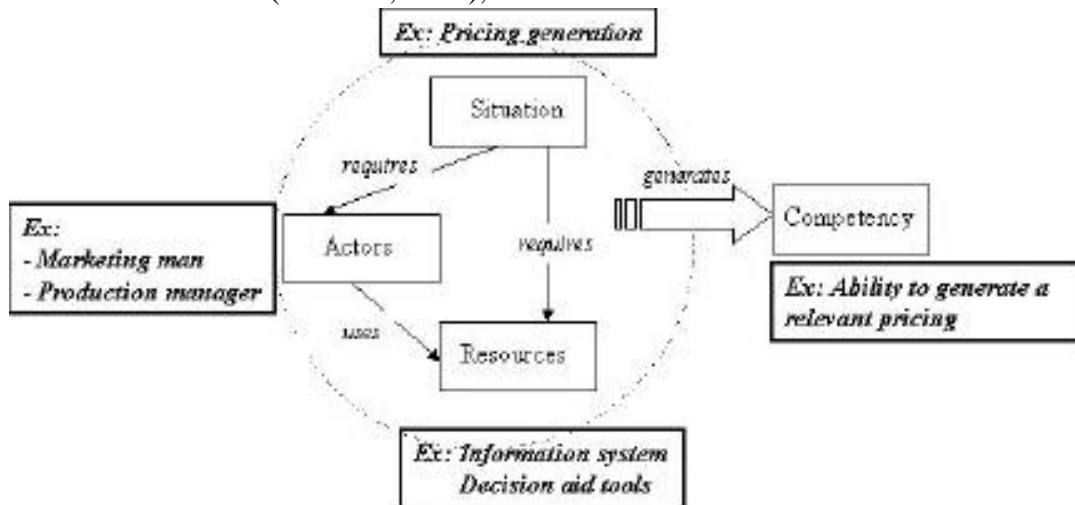 Ex: Pricing generation
Situation
requires
generates
Competency
Ex:
- Marketing man
- Production manager
Actors
requires
Ex: Ability to generate a
relevant pricing
uses
Resources
Ex: Information system
Decision aid tools